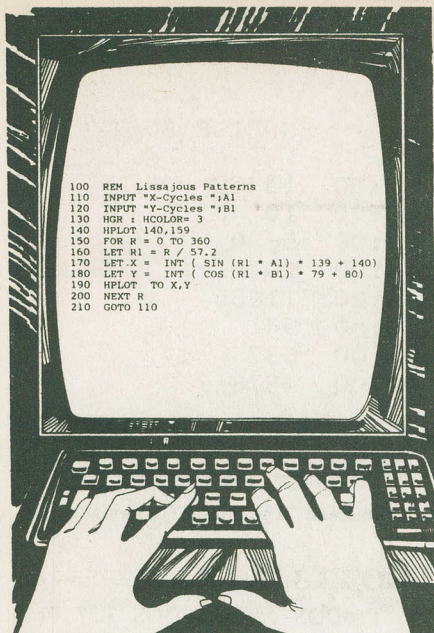 100 REM Lissajous Patterns
110 INPUT "X-Cycles ";A1
120 INPUT "Y-Cycles ";B1
130 HGR : HCOLOR= 3
140 HPLOT 140,159
150 FOR R = 0 TO 360
160 LET R1 = R / 57.2
170 LET X = INT ( SIN (R1 * A1) * 139 + 140)
180 LET Y = INT ( COS (R1 * B1) * 79 + 80)
190 HPLOT TO X,Y
200 NEXT R
210 GOTO 110